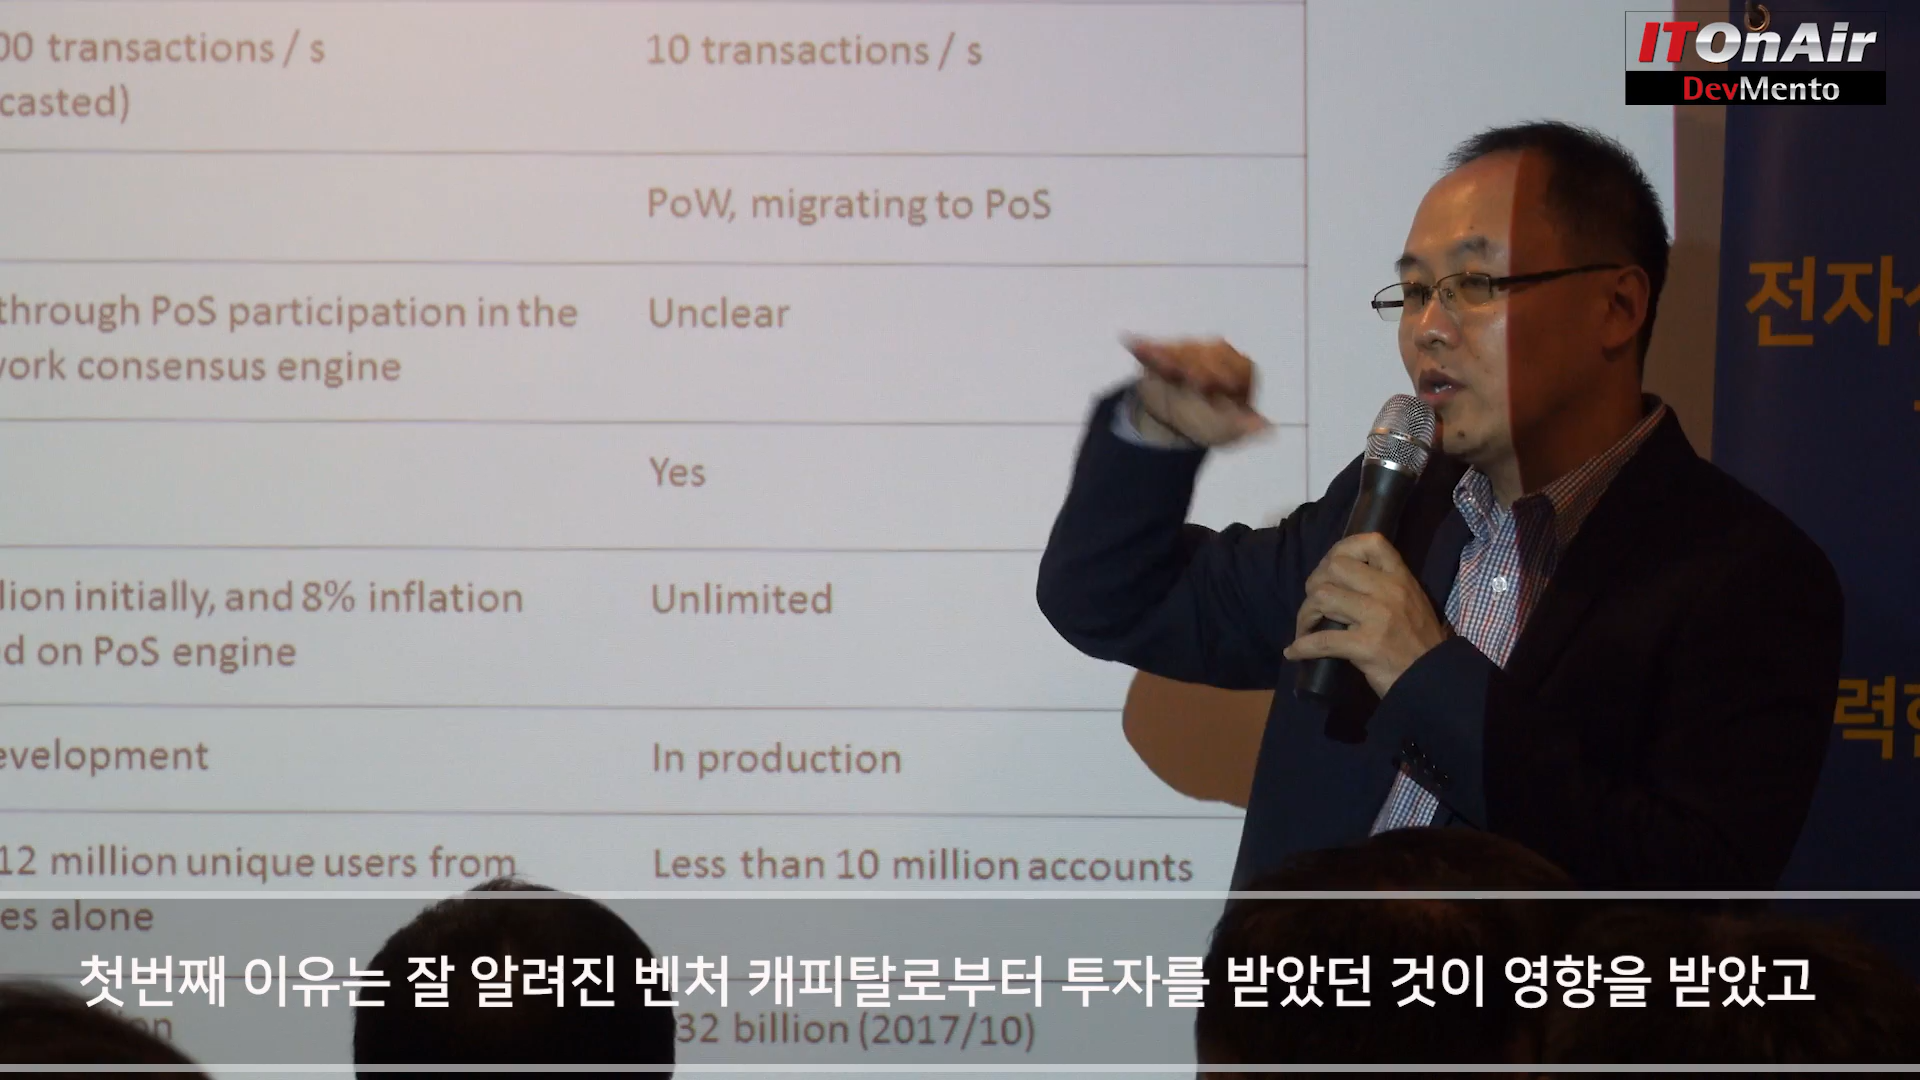 ITOnAir
DevMento
00 transactions / s
10 transactions / s
casted)
PoW, migrating to PoS
through PoS participation in the
Unclear
work consensus engine
Yes
lion initially, and 8% inflation
Unlimited
d on PoS engine
evelopment
In production
12 million unique users from
Less than 10 million accounts
es alone
32 billion (2017/10)
전자
력
첫번째 이유는 잘 알려진 벤처 캐피탈로부터 투자를 받았던 것이 영향을 받았고